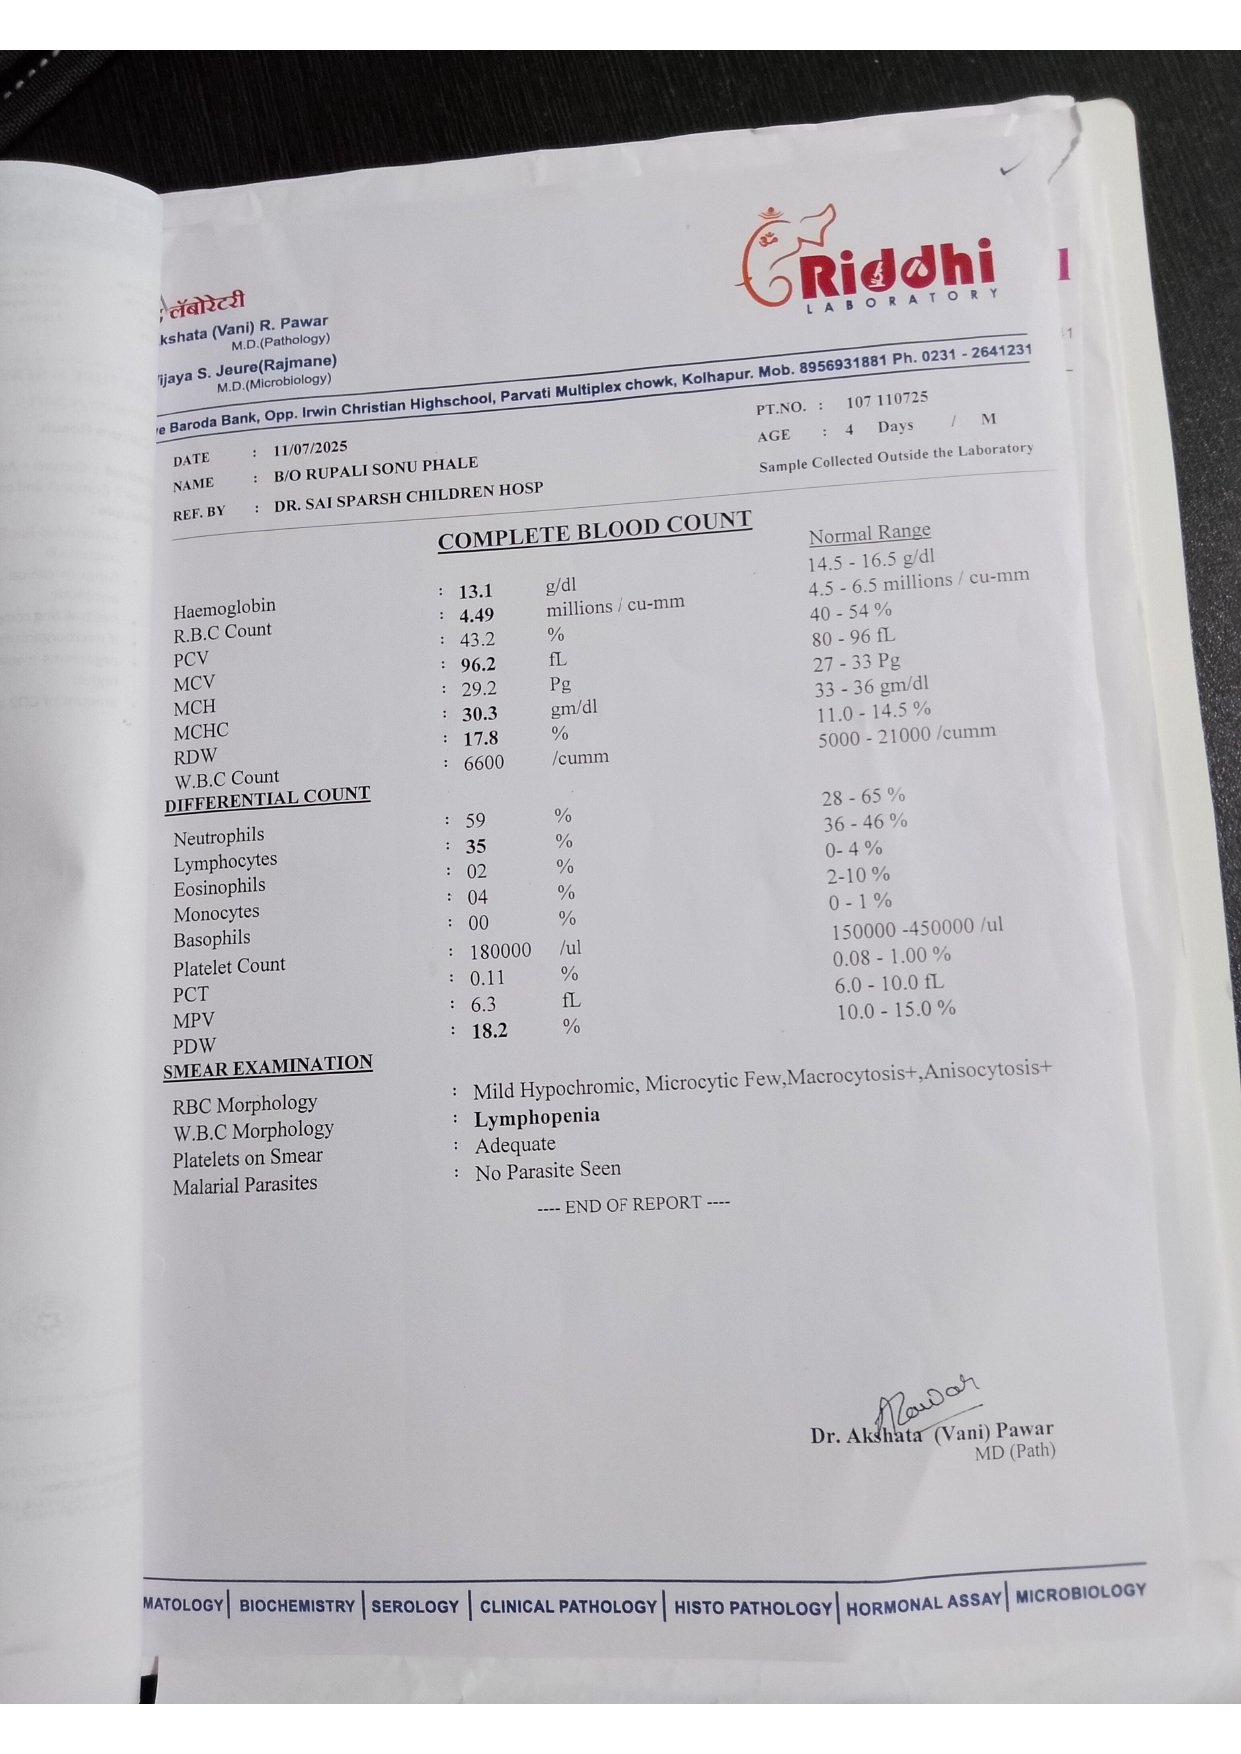 लॅबोरेटरी
Riddhi
LABORATORY
kshata (Vani) R. Pawar
M.D.(Pathology)
ijaya S. Jeure(Rajmane)
M.D.(Microbiology)
e Baroda Bank, Opp. Irwin Christian Highschool, Parvati Multiplex chowk, Kolhapur. Mob. 8956931881 Ph. 0231 - 2641231
DATE : 11/07/2025 PT.NO. : 107 110725
NAME : B/O RUPALI SONU PHALE AGE : 4 Days / M
REF. BY : DR. SAI SPARSH CHILDREN HOSP Sample Collected Outside the Laboratory
COMPLETE BLOOD COUNT Normal Range
Haemoglobin : 13.1 g/dl 14.5 - 16.5 g/dl
R.B.C Count : 4.49 millions / cu-mm 4.5 - 6.5 millions / cu-mm
PCV : 43.2 % 40 - 54 %
MCV : 96.2 fL 80 - 96 fL
MCH : 29.2 Pg 27 - 33 Pg
MCHC : 30.3 gm/dl 33 - 36 gm/dl
RDW : 17.8 % 11.0 - 14.5 %
W.B.C Count : 6600 /cumm 5000 - 21000 /cumm
DIFFERENTIAL COUNT
Neutrophils : 59 % 28 - 65 %
Lymphocytes : 35 % 36 - 46 %
Eosinophils : 02 % 0- 4 %
Monocytes : 04 % 2-10 %
Basophils : 00 % 0 - 1 %
Platelet Count : 180000 /ul 150000 -450000 /ul
PCT : 0.11 % 0.08 - 1.00 %
MPV : 6.3 fL 6.0 - 10.0 fL
PDW : 18.2 % 10.0 - 15.0 %
SMEAR EXAMINATION
RBC Morphology : Mild Hypochromic, Microcytic Few,Macrocytosis+,Anisocytosis+
W.B.C Morphology : Lymphopenia
Platelets on Smear : Adequate
Malarial Parasites : No Parasite Seen
---- END OF REPORT ----
Pawar
Dr. Akshata (Vani) Pawar
MD (Path)
MATOLOGY | BIOCHEMISTRY | SEROLOGY | CLINICAL PATHOLOGY | HISTO PATHOLOGY | HORMONAL ASSAY | MICROBIOLOGY